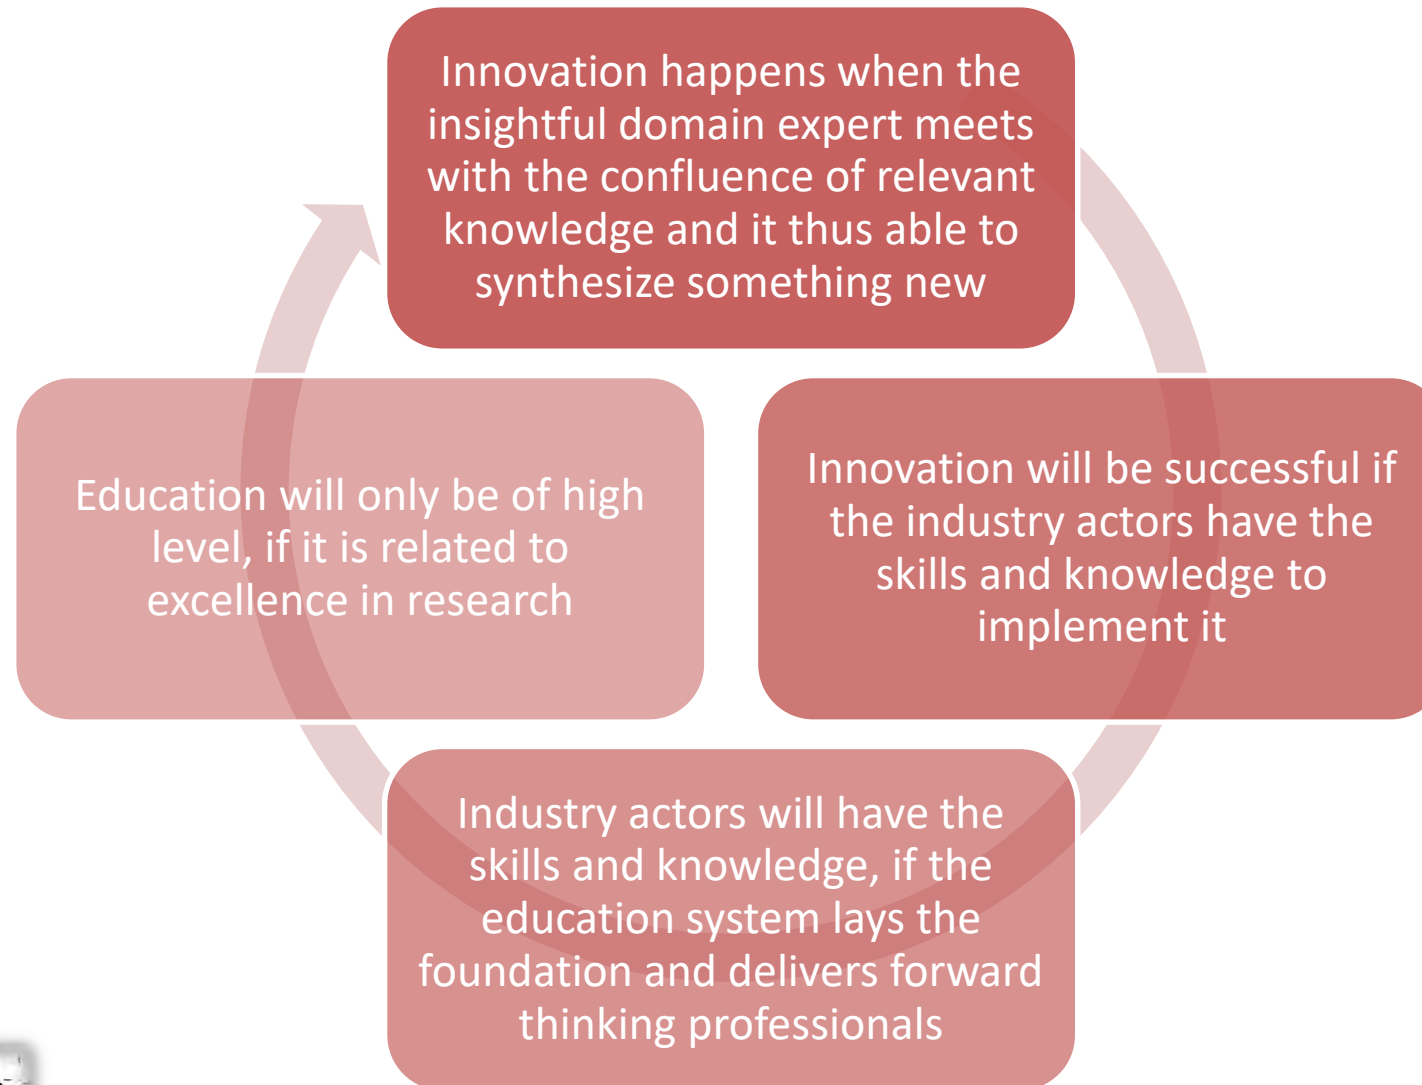 Innovation happens when the
insightful domain expert meets
with the confluence of relevant
knowledge and it thus able to
synthesize something new
Innovation will be successful if
the industry actors have the
skills and knowledge to
implement it
Industry actors will have the
skills and knowledge, if the
education system lays the
foundation and delivers forward
thinking professionals
Education will only be of high
level, if it is related to
excellence in research